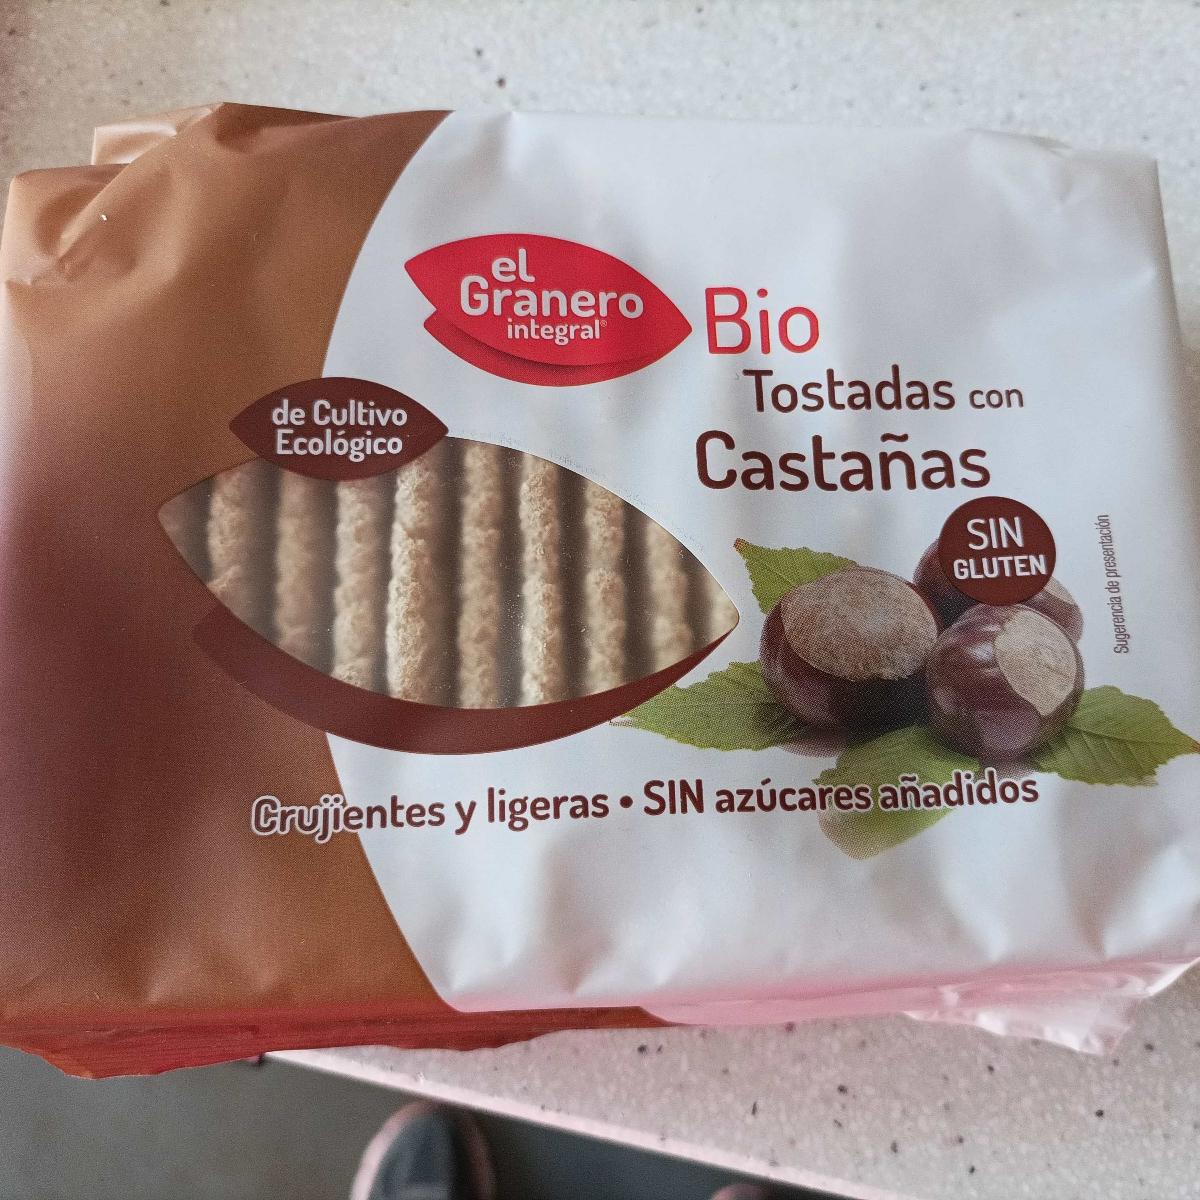 el
Granero
integral®
Bio
Tostadas con
Castañas
de Cultivo
Ecológico
SIN
GLUTEN
Sugerencia de presentación
Crujientes y ligeras • SIN azúcares añadidos